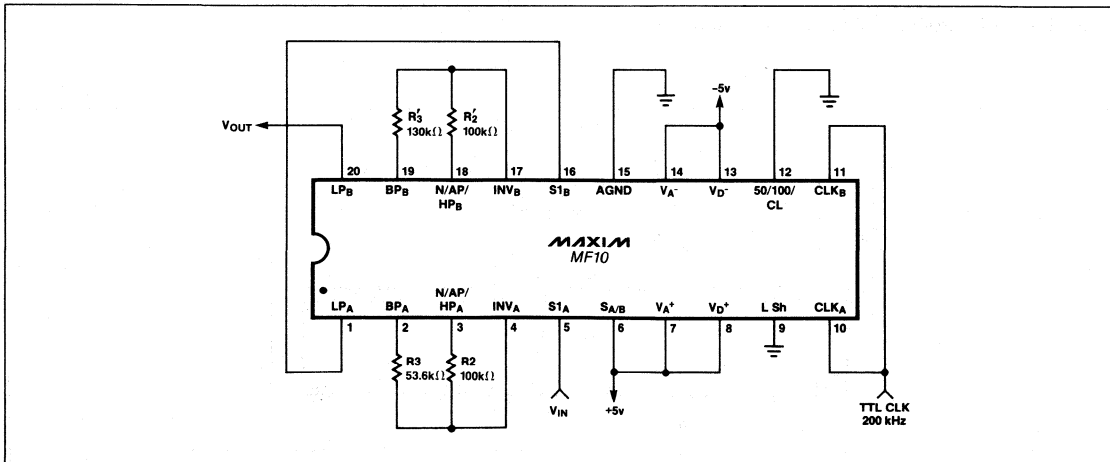 –5v
R'3
130kΩ
R'2
100kΩ
VOUT
20 19 18 17 16 15 14 13 12 11
LPB BPB N/AP/HPB INVB S1B AGND VA– VD– 50/100/CL CLKB
MAXIM
MF10
LPA BPA N/AP/HPA INVA S1A SA/B VA+ VD+ L Sh CLKA
1 2 3 4 5 6 7 8 9 10
R3
53.6kΩ
R2
100kΩ
VIN
+5v
TTL CLK
200 kHz